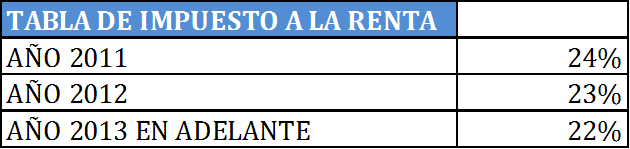 TABLA DE IMPUESTO A LA RENTA
AÑO 2011 24%
AÑO 2012 23%
AÑO 2013 EN ADELANTE 22%